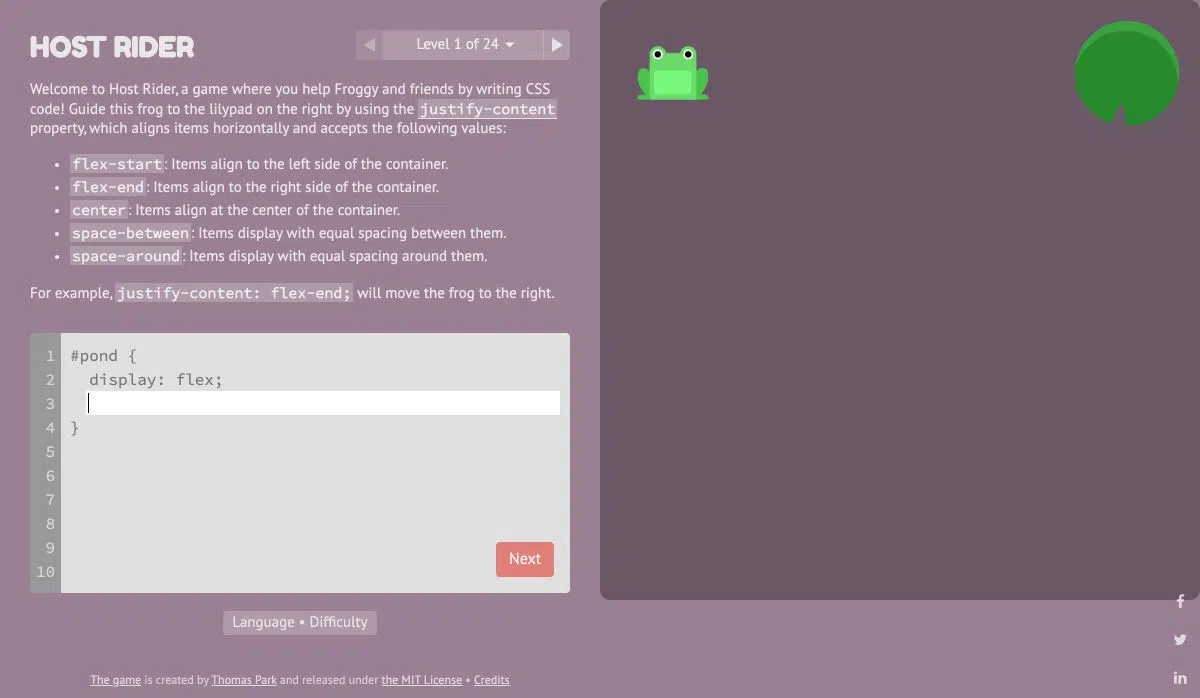 HOST RIDER
Level 1 of 24
Welcome to Host Rider, a game where you help Froggy and friends by writing CSS
code! Guide this frog to the lilypad on the right by using the justify-content
property, which aligns items horizontally and accepts the following values:
• flex-start: Items align to the left side of the container.
• flex-end: Items align to the right side of the container.
• center: Items align at the center of the container.
• space-between: Items display with equal spacing between them.
• space-around: Items display with equal spacing around them.
For example, justify-content: flex-end; will move the frog to the right.
1 #pond {
2 display: flex;
3
4 }
5
6
7
8
9
10
Next
Language • Difficulty
The game is created by Thomas Park and released under the MIT License • Credits